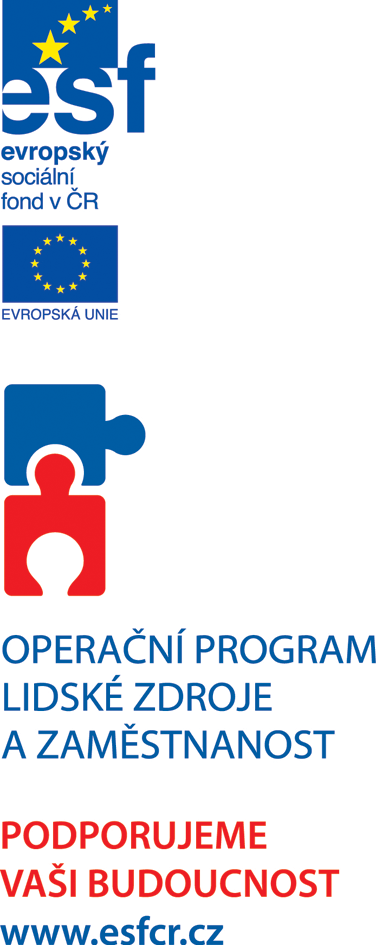 esf
evropský
sociální
fond v ČR
EVROPSKÁ UNIE
OPERAČNÍ PROGRAM
LIDSKÉ ZDROJE
A ZAMĚSTNANOST
PODPORUJEME
VAŠI BUDOUCNOST
www.esfcr.cz